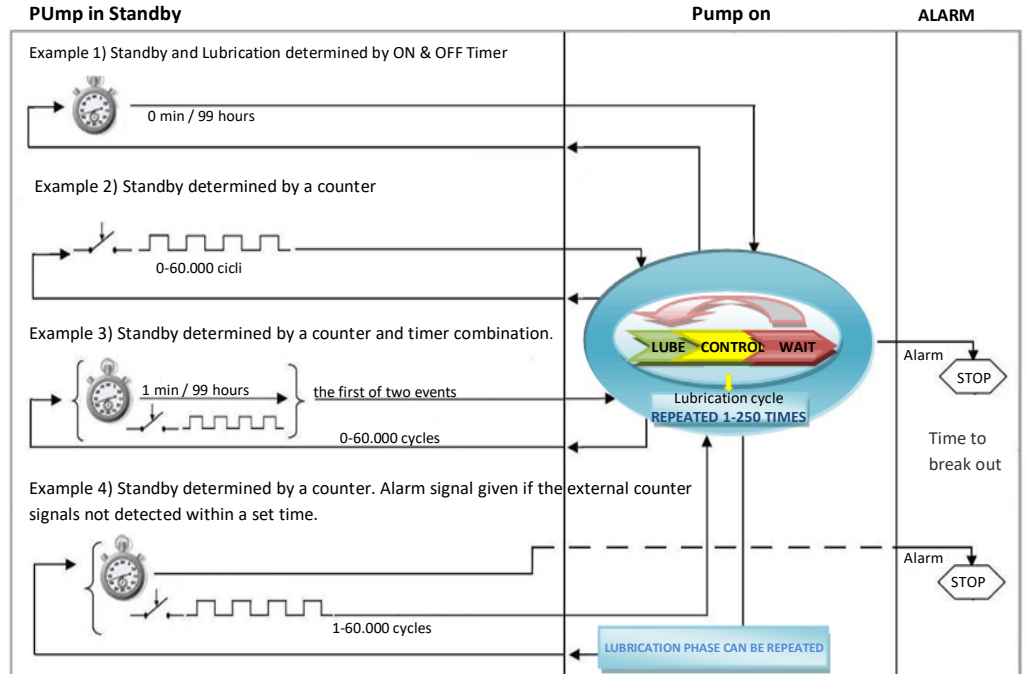 PUmp in Standby
Pump on
ALARM
Example 1) Standby and Lubrication determined by ON & OFF Timer
0 min / 99 hours
Example 2) Standby determined by a counter
0-60.000 cicli
Example 3) Standby determined by a counter and timer combination.
1 min / 99 hours
the first of two events
0-60.000 cycles
LUBE
CONTROL
WAIT
Lubrication cycle
REPEATED 1-250 TIMES
Alarm
STOP
Time to
break out
Example 4) Standby determined by a counter. Alarm signal given if the external counter
signals not detected within a set time.
Alarm
STOP
1-60.000 cycles
LUBRICATION PHASE CAN BE REPEATED